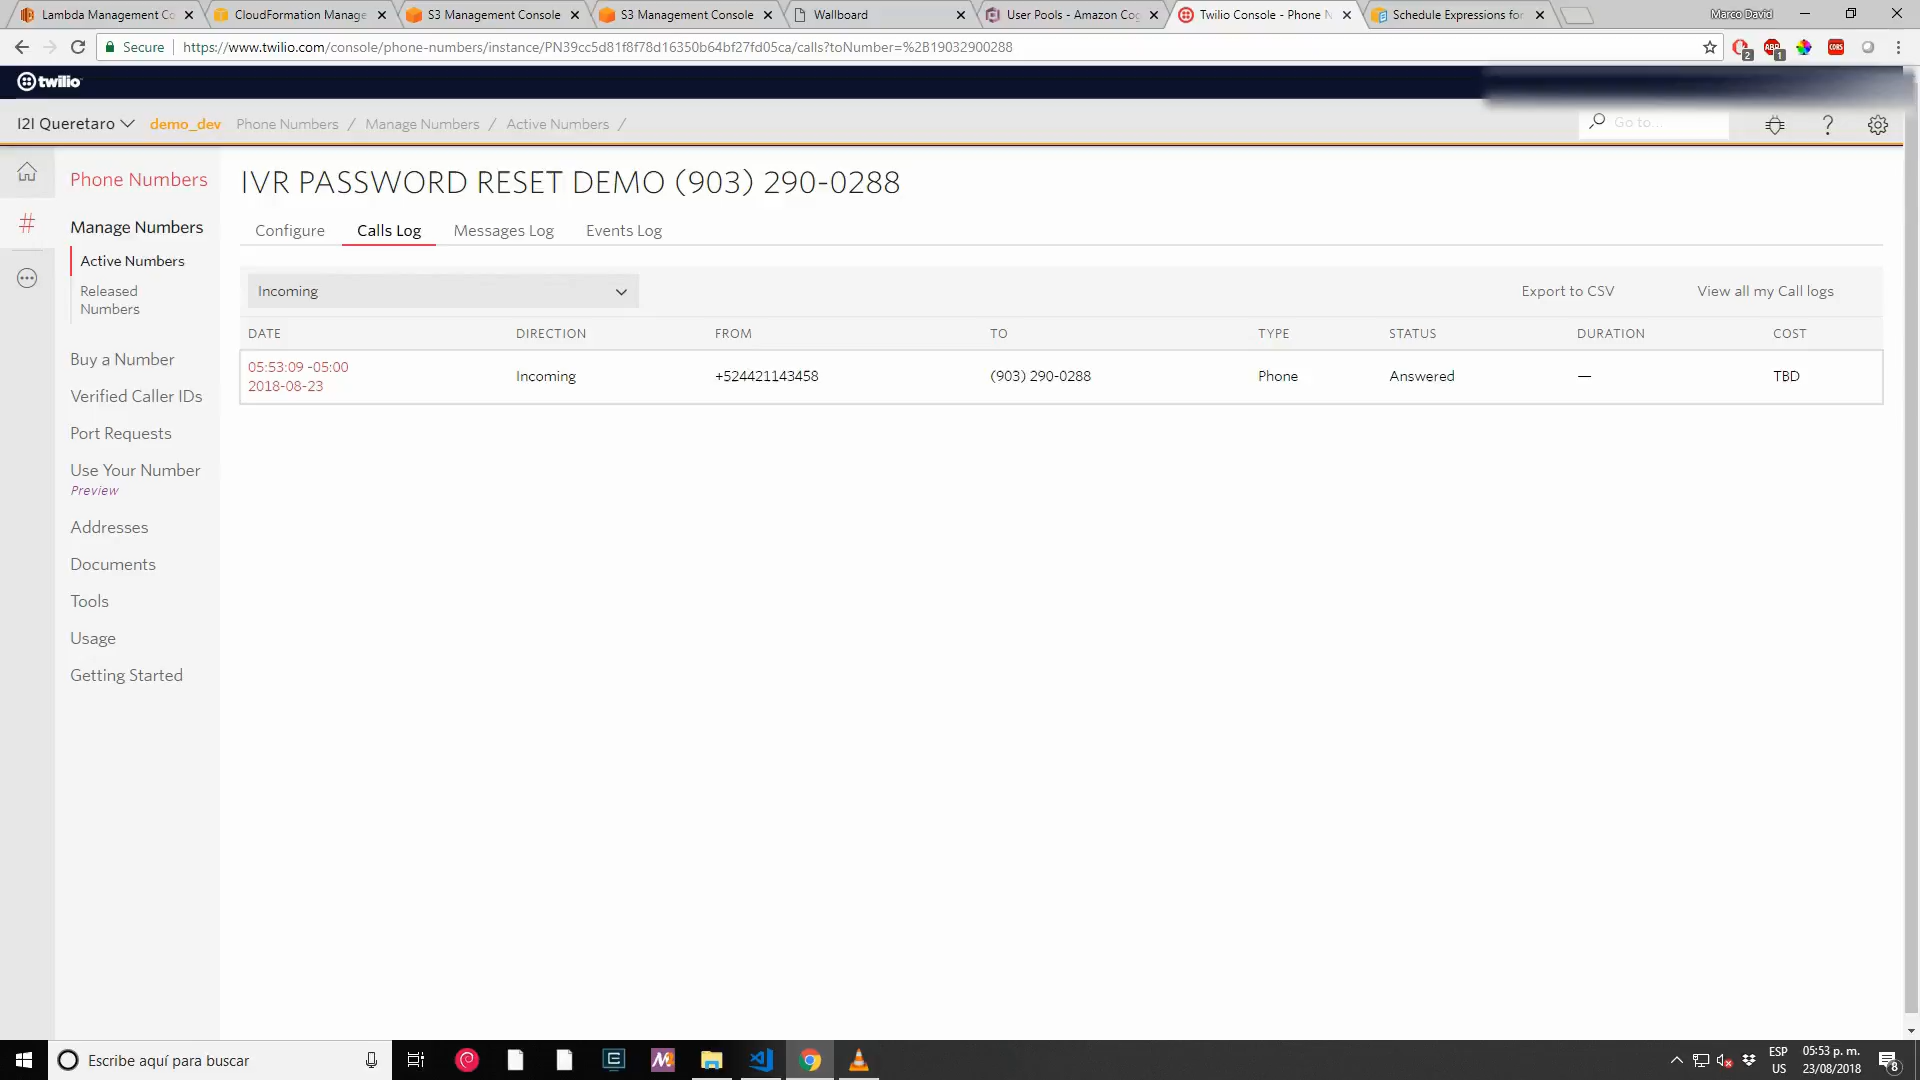 Lambda Management Co
CloudFormation Manage
S3 Management Console
S3 Management Console
Wallboard
User Pools - Amazon Cog
Twilio Console - Phone N
Schedule Expressions for
Marco David
Secure
https://www.twilio.com/console/phone-numbers/instance/PN39cc5d81f8f78d16350b64bf27fd05ca/calls?toNumber=%2B19032900288
2
ABP
1
CORS
twilio
I2I Queretaro
demo_dev
Phone Numbers / Manage Numbers / Active Numbers /
Go to...
?
Phone Numbers
#
Manage Numbers
Active Numbers
Released
Numbers
Buy a Number
Verified Caller IDs
Port Requests
Use Your Number
Preview
Addresses
Documents
Tools
Usage
Getting Started
IVR PASSWORD RESET DEMO (903) 290-0288
Configure
Calls Log
Messages Log
Events Log
Incoming
Export to CSV
View all my Call logs
DATE DIRECTION FROM TO TYPE STATUS DURATION COST
05:53:09 -05:00
2018-08-23
Incoming +524421143458 (903) 290-0288 Phone Answered — TBD
Escribe aquí para buscar
ESP
US
05:53 p. m.
23/08/2018
8